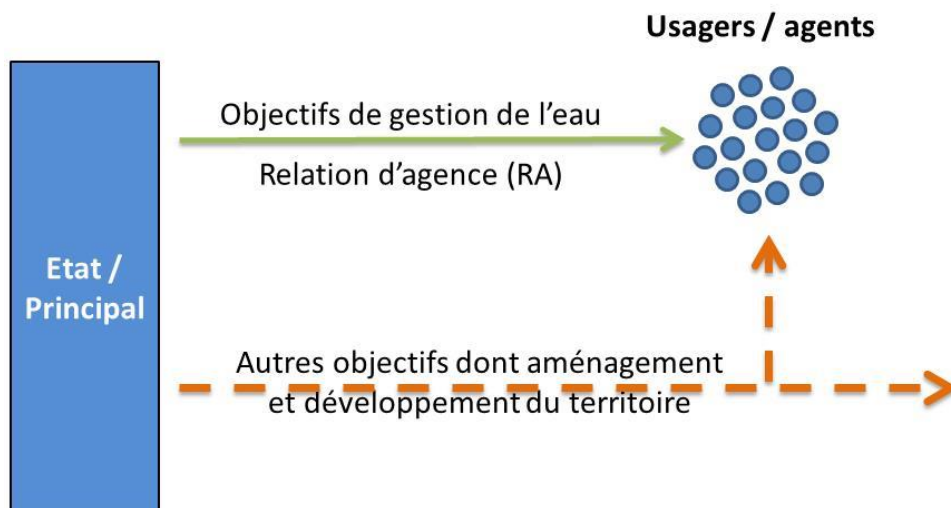 Usagers / agents
Objectifs de gestion de l'eau
Relation d'agence (RA)
Etat /
Principal
Autres objectifs dont aménagement
et développement du territoire